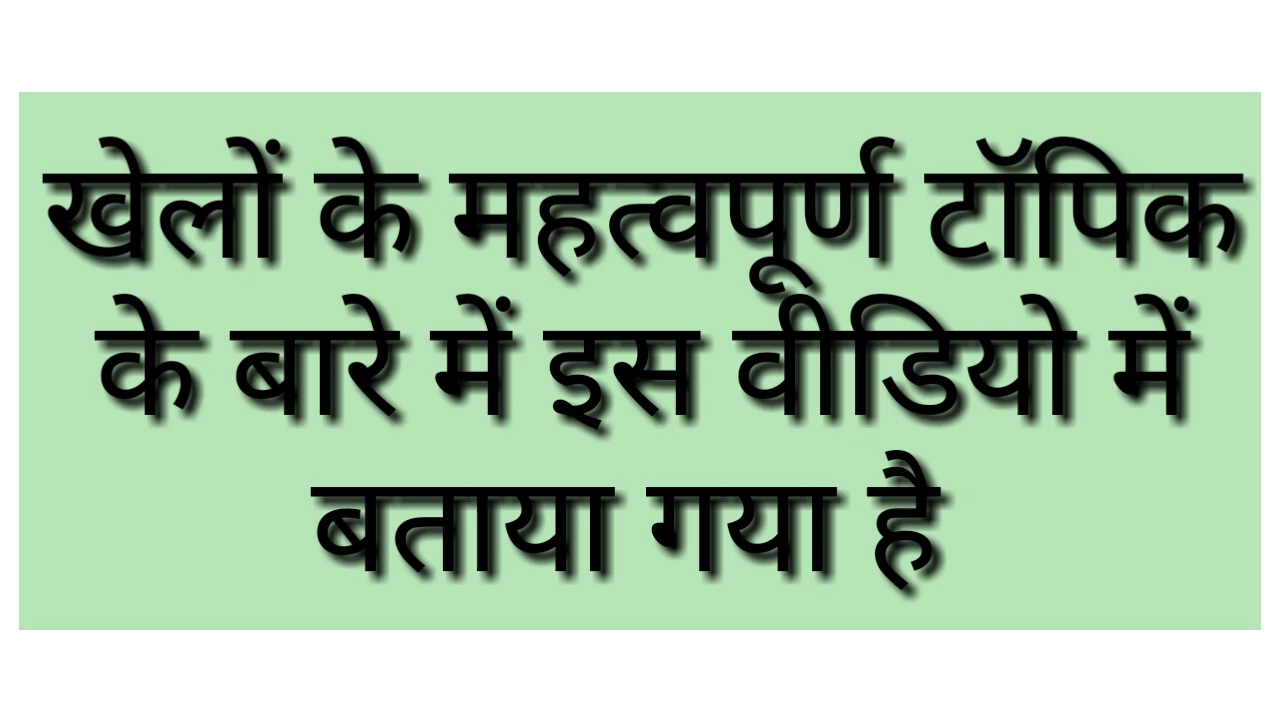 खेलों के महत्वपूर्ण टॉपिक
के बारे में इस वीडियो में
बताया गया है